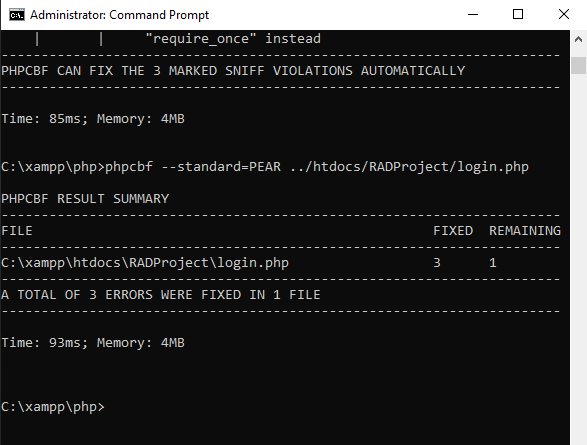 Administrator: Command Prompt
| | "require_once" instead
----------------------------------------------------------------------
PHPCBF CAN FIX THE 3 MARKED SNIFF VIOLATIONS AUTOMATICALLY
----------------------------------------------------------------------
Time: 85ms; Memory: 4MB
C:\xampp\php>phpcbf --standard=PEAR ../htdocs/RADProject/login.php
PHPCBF RESULT SUMMARY
----------------------------------------------------------------------
FILE FIXED REMAINING
----------------------------------------------------------------------
C:\xampp\htdocs\RADProject\login.php 3 1
----------------------------------------------------------------------
A TOTAL OF 3 ERRORS WERE FIXED IN 1 FILE
----------------------------------------------------------------------
Time: 93ms; Memory: 4MB
C:\xampp\php>